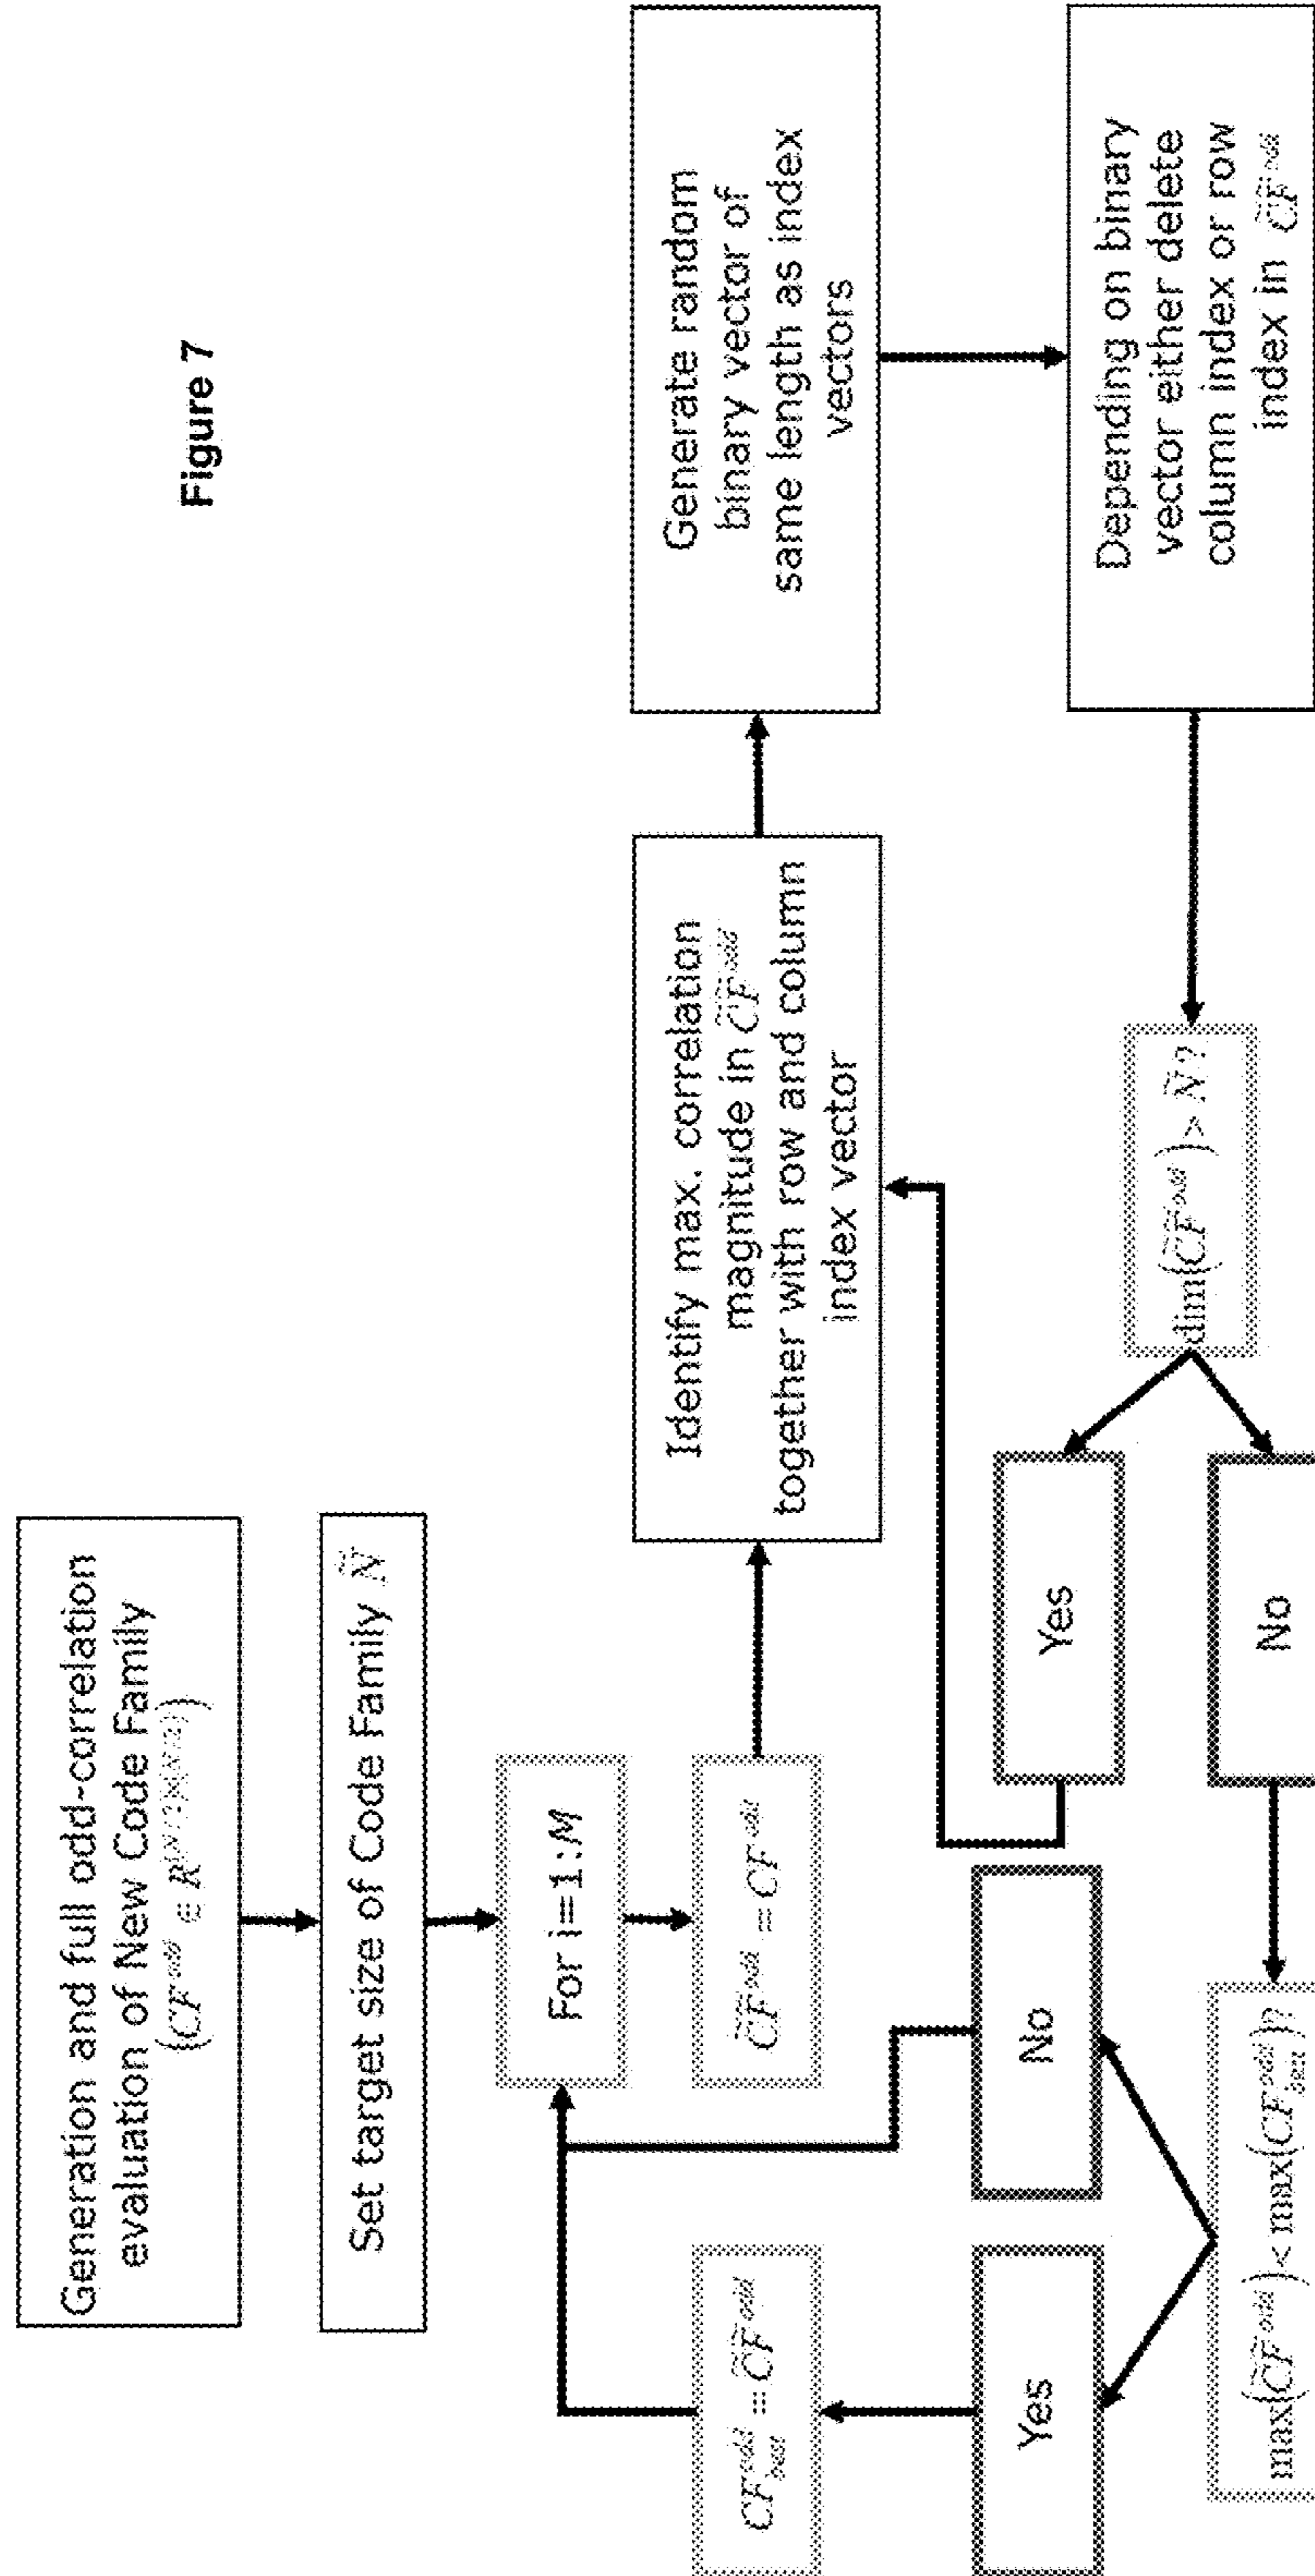 Figure 7
Generation and full odd-correlation
evaluation of New Code Family
Set target size of Code Family Ñ
For i=1:M
C̃F̃^odd = CF^odd
Identify max. correlation
magnitude in C̃F̃^odd
together with row and column
index vector
Generate random
binary vector of
same length as index
vectors
Depending on binary
vector either delete
column index or row
index in C̃F̃^odd
dim(C̃F̃^odd) > Ñ?
Yes
No
max(C̃F̃^odd) < max(CF^odd_best)?
No
Yes
CF^odd_best = C̃F̃^odd